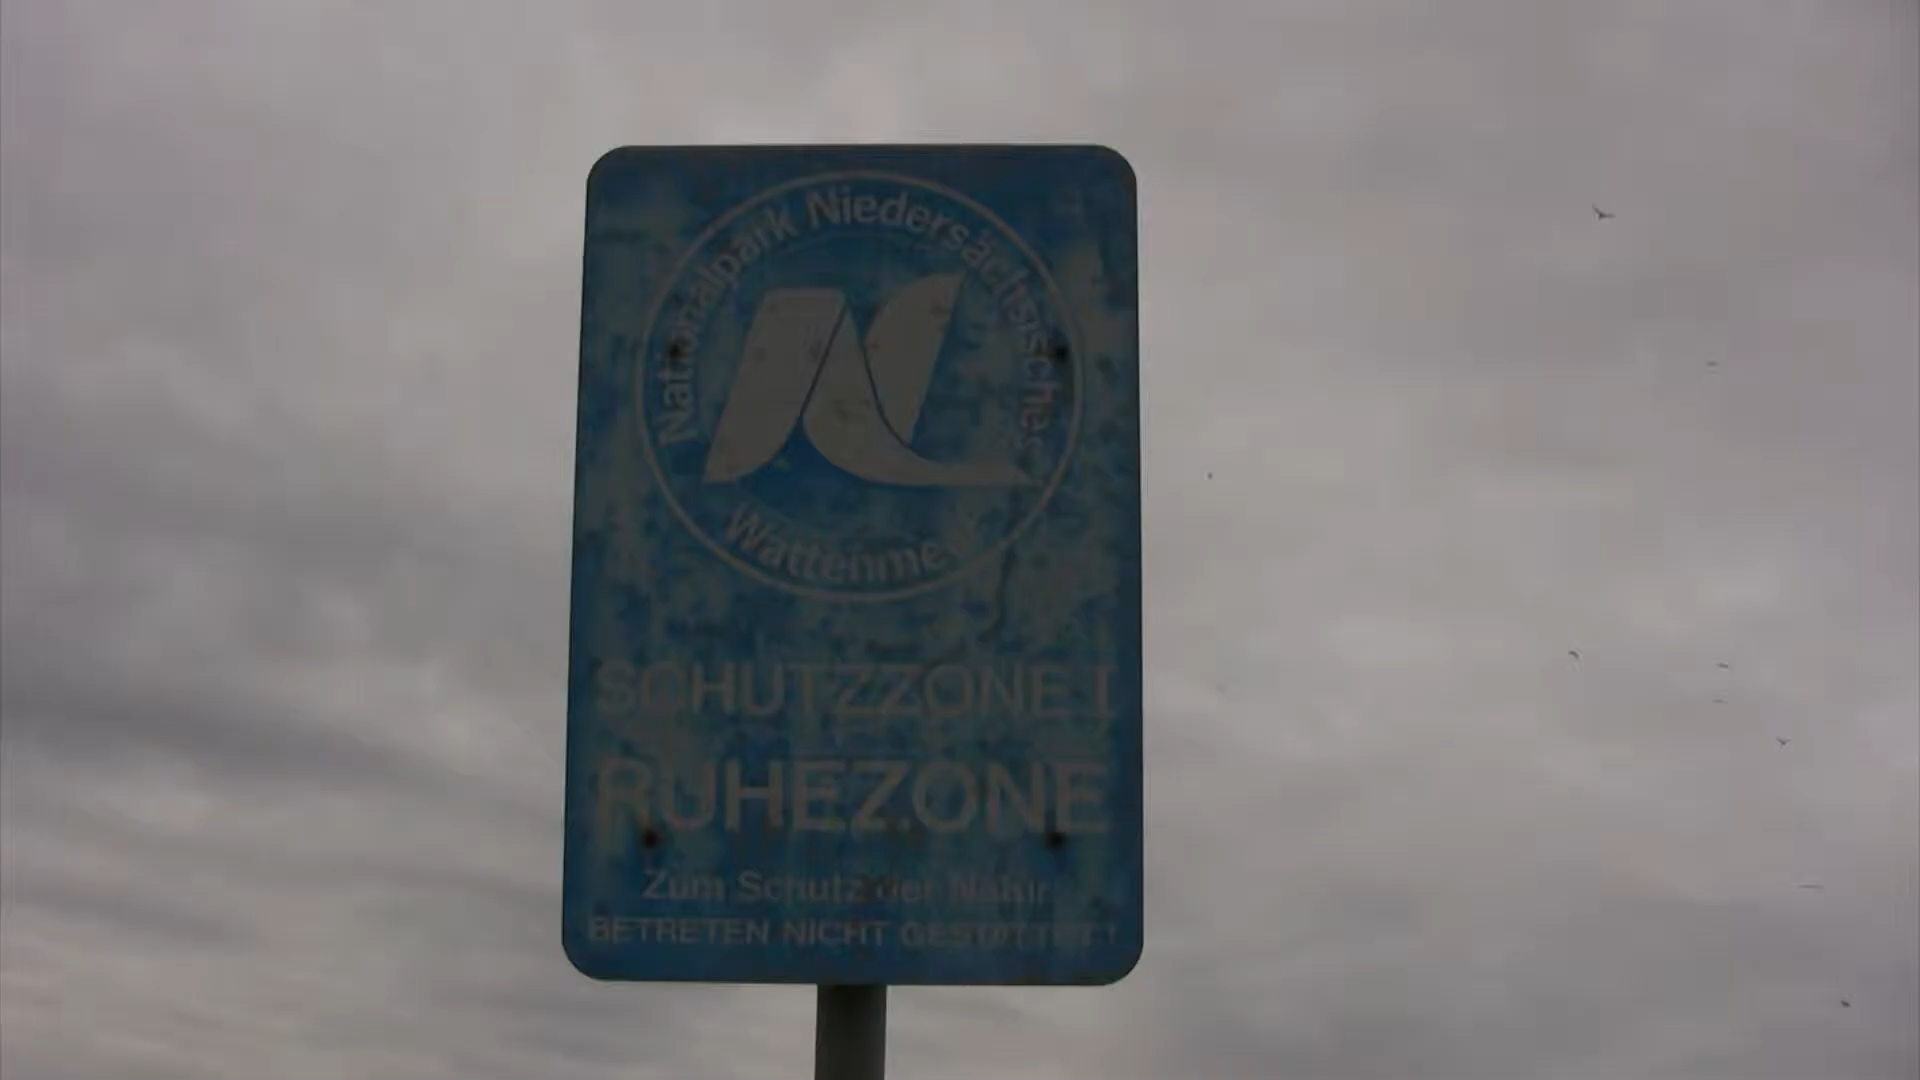 Nationalpark Niedersächsisches
Wattenmeer
SCHUTZZONE I
RUHEZONE
Zum Schutz der Natur
BETRETEN NICHT GESTATTET!